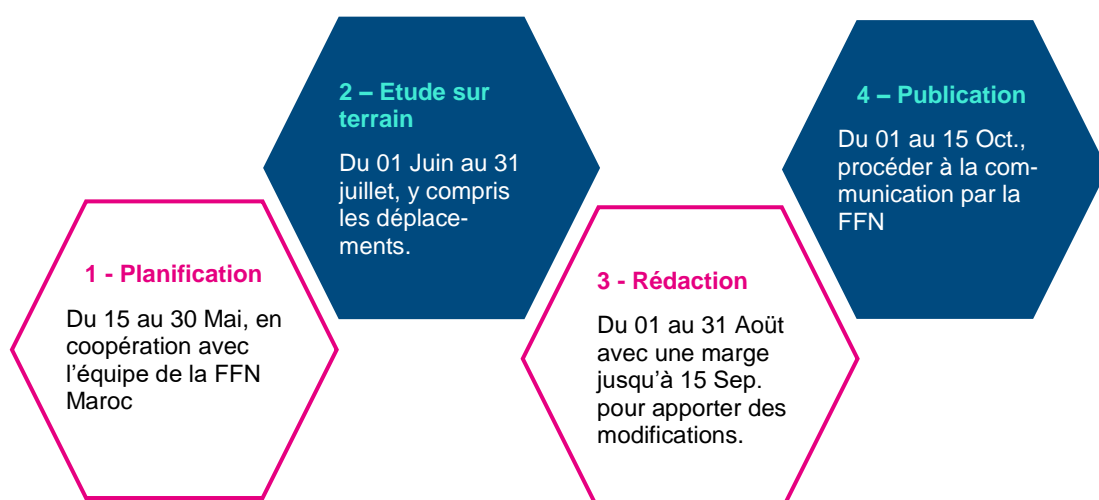 1 - Planification
Du 15 au 30 Mai, en
coopération avec
l’équipe de la FFN
Maroc
2 – Etude sur
terrain
Du 01 Juin au 31
juillet, y compris
les déplace-
ments.
3 - Rédaction
Du 01 au 31 Aoüt
avec une marge
jusqu’à 15 Sep.
pour apporter des
modifications.
4 – Publication
Du 01 au 15 Oct.,
procéder à la com-
munication par la
FFN